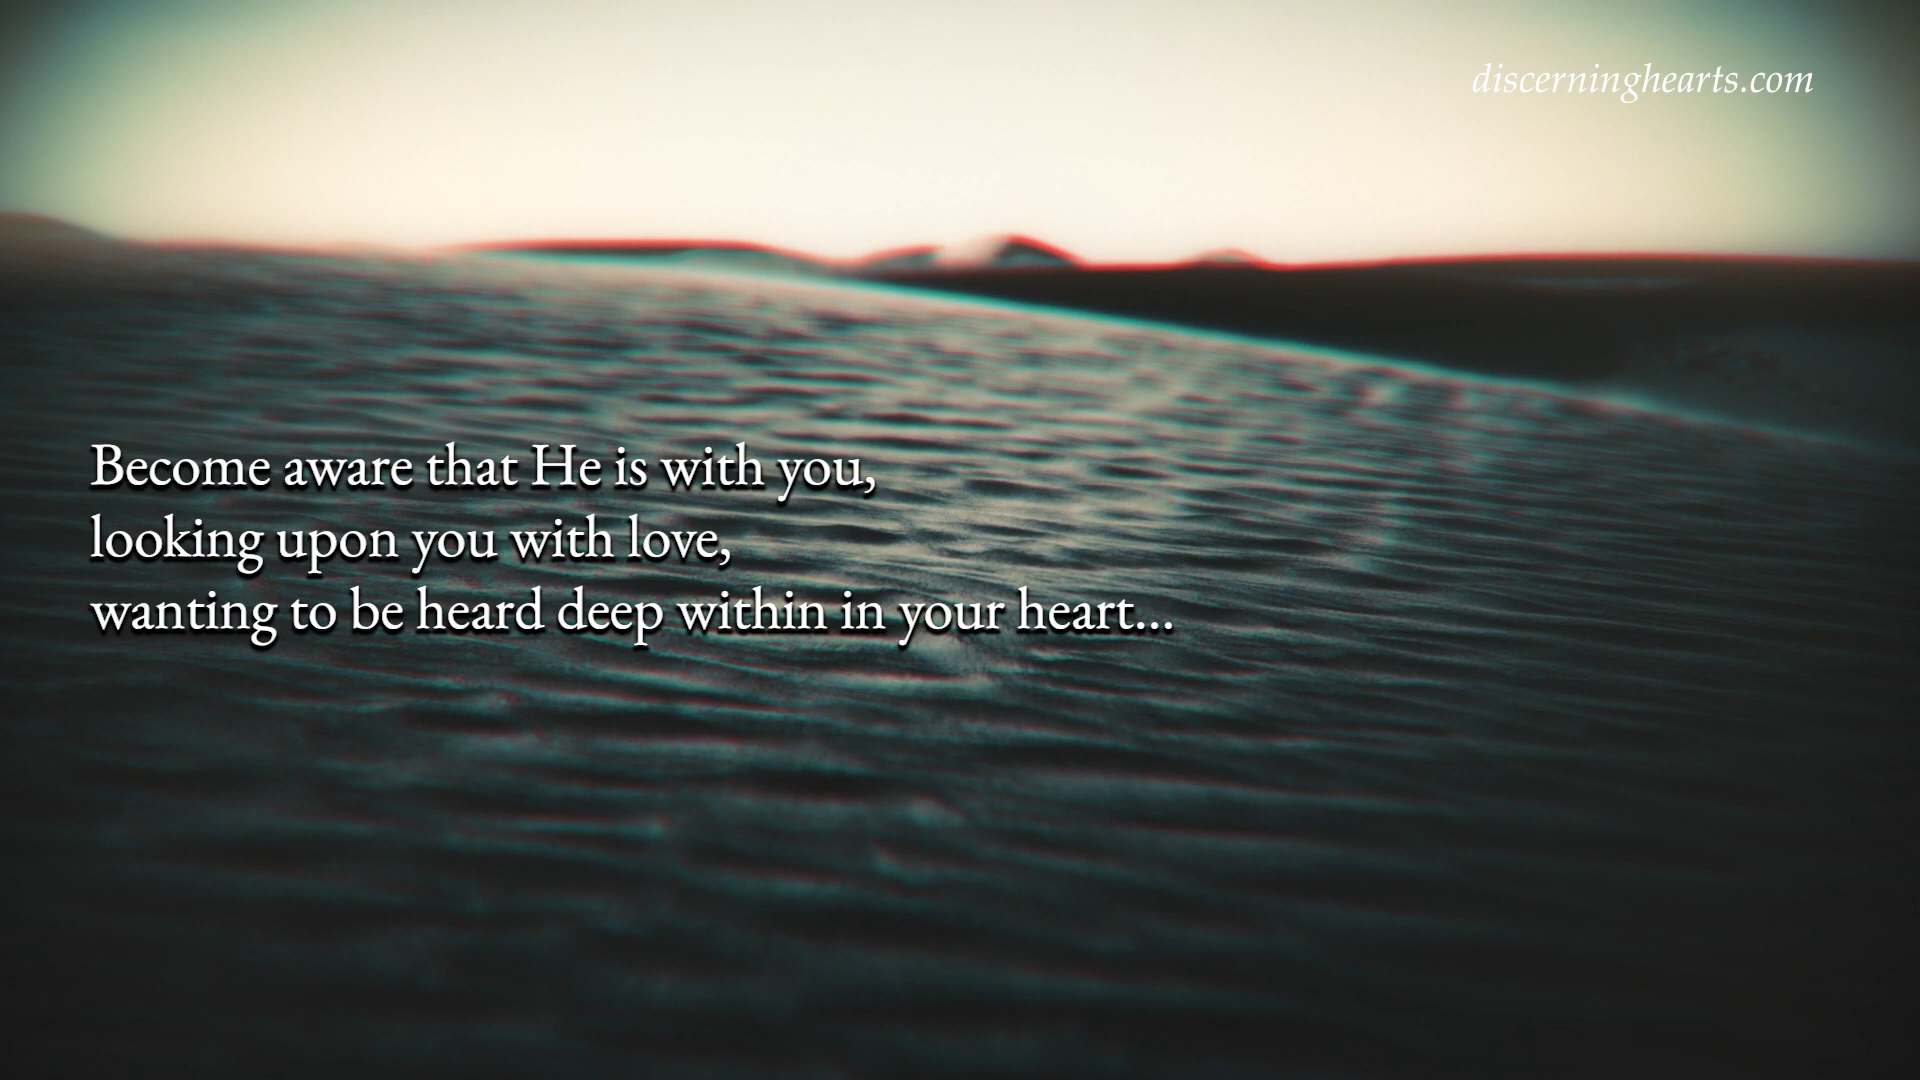 discerninghearts.com
Become aware that He is with you,
looking upon you with love,
wanting to be heard deep within in your heart...